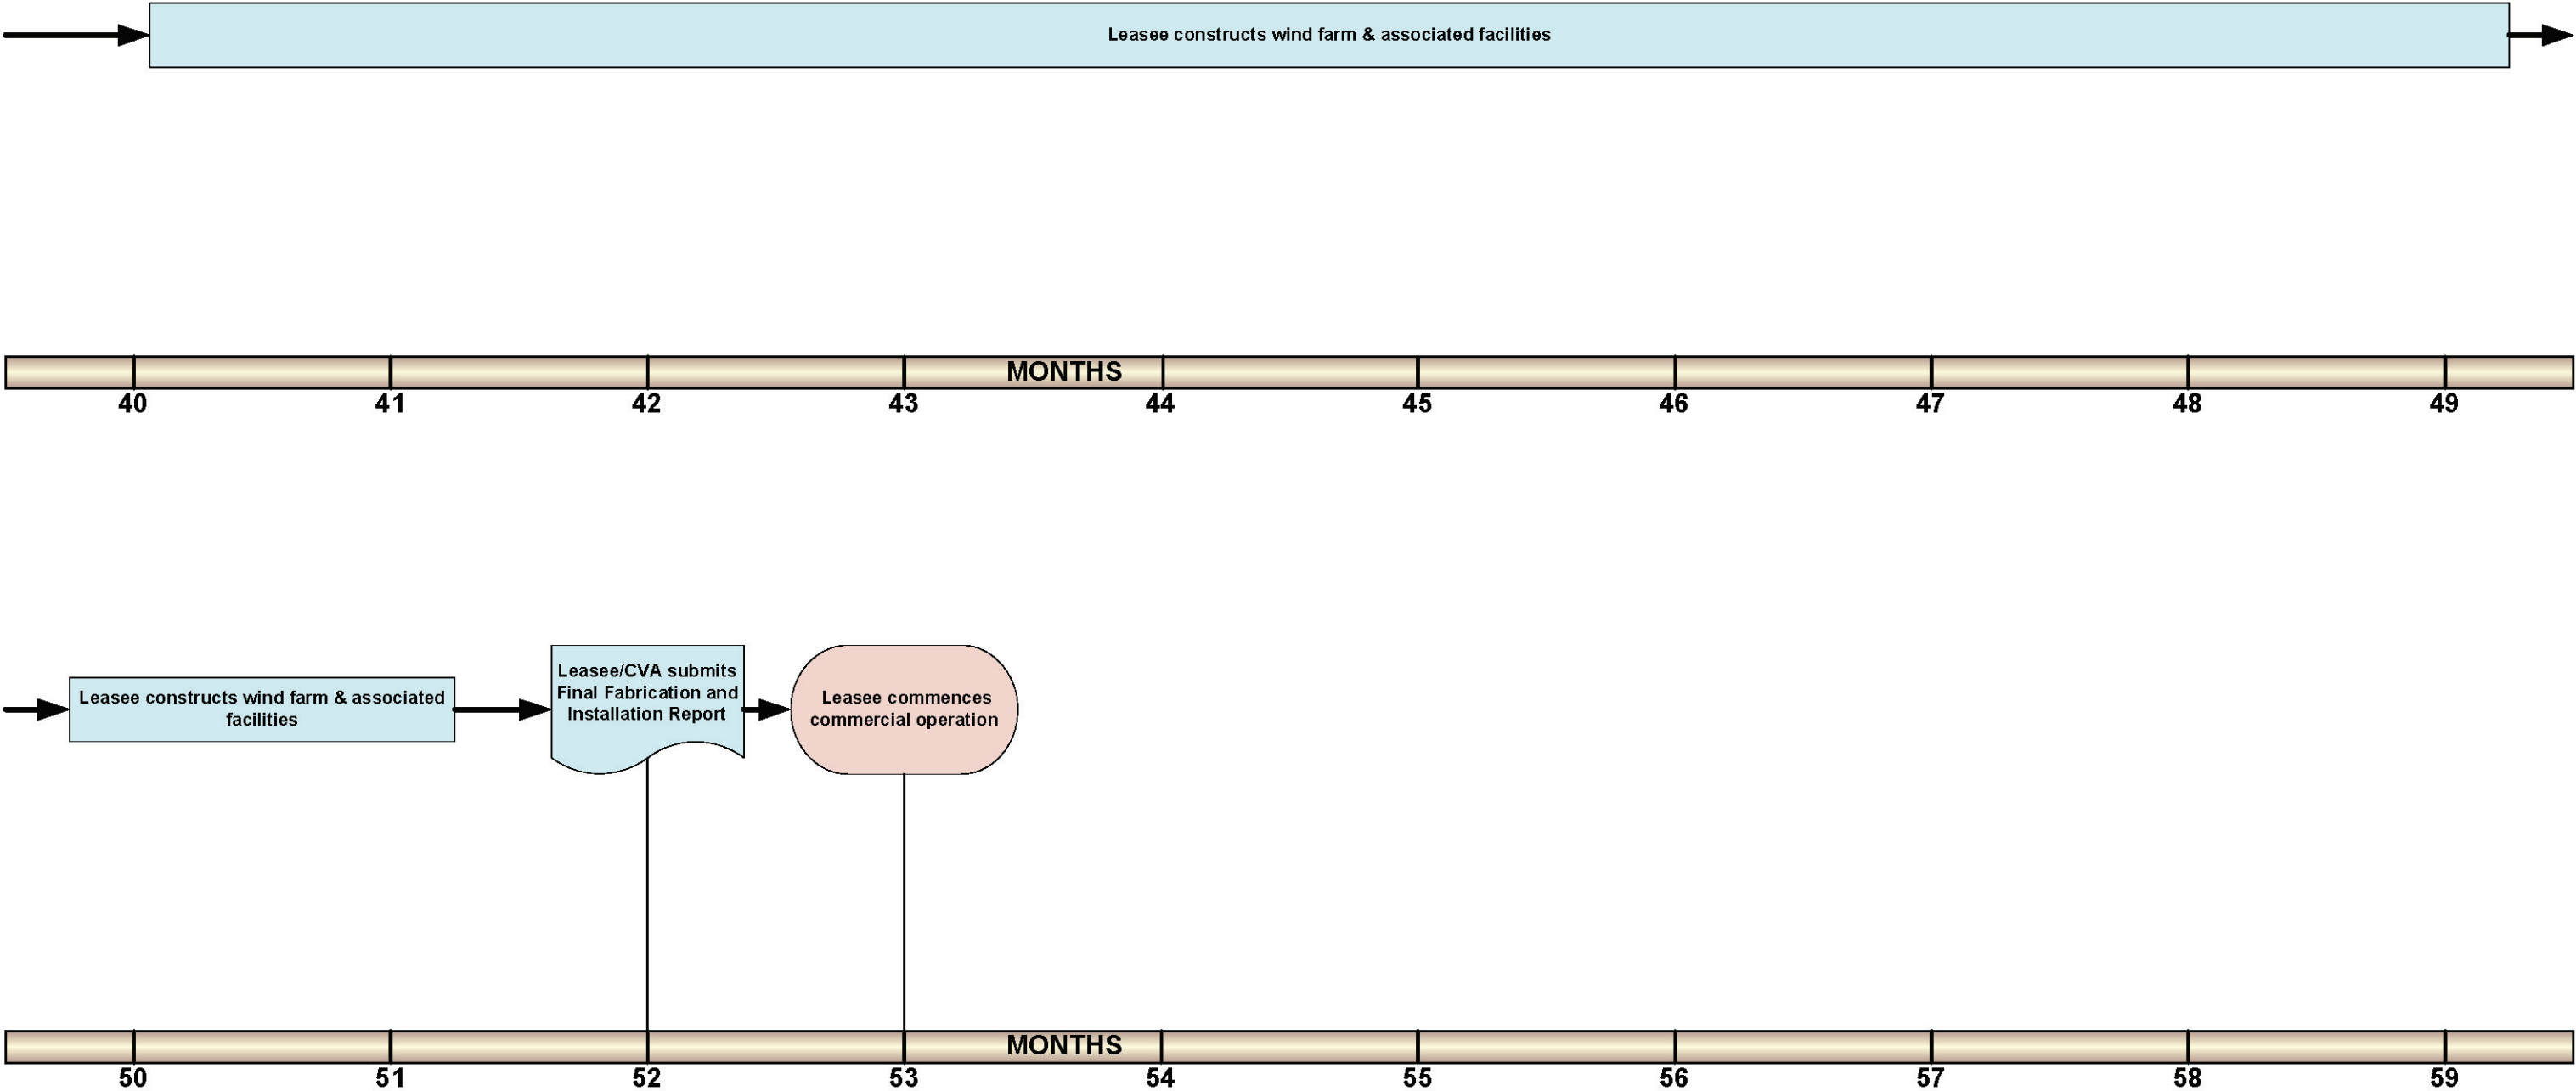 Leasee constructs wind farm & associated facilities
MONTHS
40 41 42 43 44 45 46 47 48 49
Leasee constructs wind farm & associated
facilities
Leasee/CVA submits
Final Fabrication and
Installation Report
Leasee commences
commercial operation
MONTHS
50 51 52 53 54 55 56 57 58 59